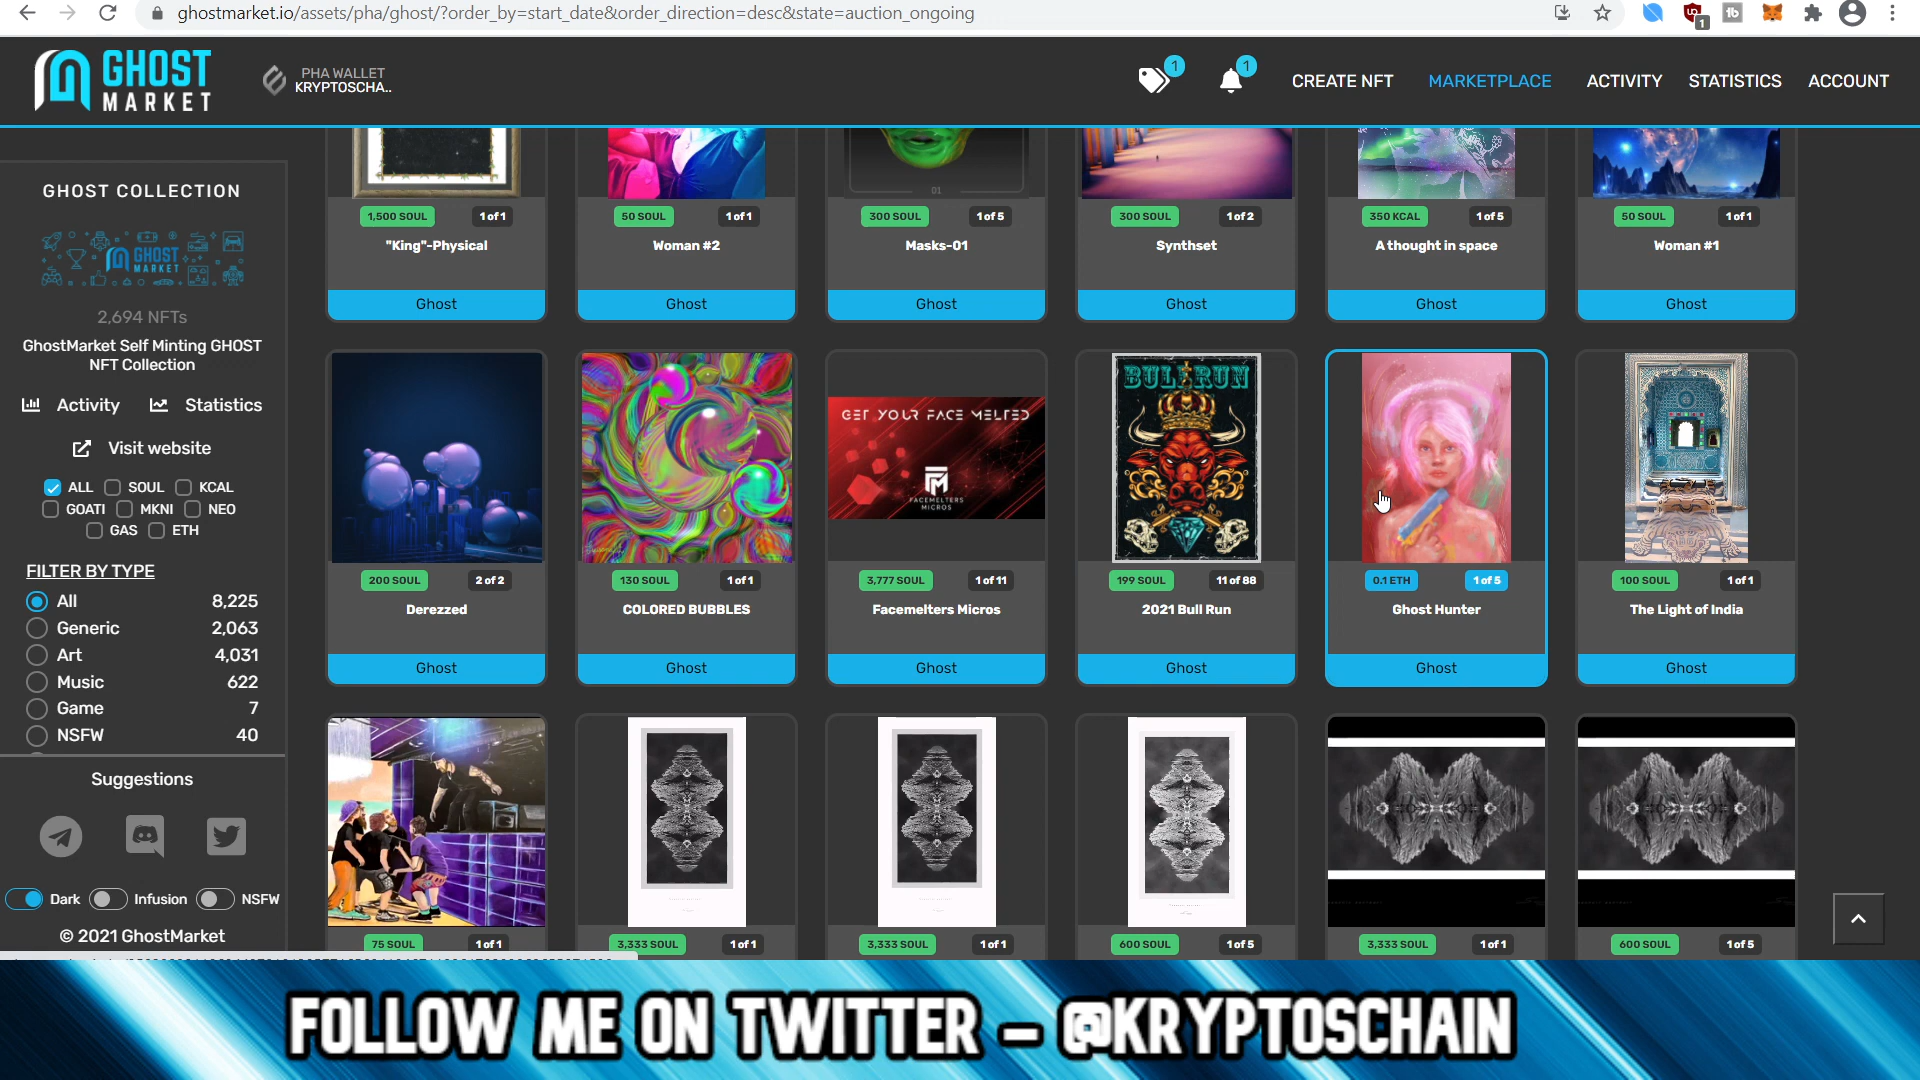 ghostmarket.io/assets/pha/ghost/?order_by=start_date&order_direction=desc&state=auction_ongoing
1
GHOST
MARKET
PHA WALLET
KRYPTOSCHA..
1
1
CREATE NFT
MARKETPLACE
ACTIVITY
STATISTICS
ACCOUNT
GHOST COLLECTION
GHOST
MARKET
2,694 NFTs
GhostMarket Self Minting GHOST
NFT Collection
Activity
Statistics
Visit website
ALL SOUL KCAL
GOATI MKNI NEO
GAS ETH
FILTER BY TYPE
All 8,225
Generic 2,063
Art 4,031
Music 622
Game 7
NSFW 40
Suggestions
Dark Infusion NSFW
© 2021 GhostMarket
01
1,500 SOUL 1 of 1
"King"-Physical
Ghost
50 SOUL 1 of 1
Woman #2
Ghost
300 SOUL 1 of 5
Masks-01
Ghost
300 SOUL 1 of 2
Synthset
Ghost
350 KCAL 1 of 5
A thought in space
Ghost
50 SOUL 1 of 1
Woman #1
Ghost
200 SOUL 2 of 2
Derezzed
Ghost
130 SOUL 1 of 1
COLORED BUBBLES
Ghost
GET YOUR FACE MELTED
FACEMELTERS
MICROS
3,777 SOUL 1 of 11
Facemelters Micros
Ghost
BULL RUN
199 SOUL 11 of 88
2021 Bull Run
Ghost
0.1 ETH 1 of 5
Ghost Hunter
Ghost
100 SOUL 1 of 1
The Light of India
Ghost
75 SOUL 1 of 1
3,333 SOUL 1 of 1
3,333 SOUL 1 of 1
600 SOUL 1 of 5
3,333 SOUL 1 of 1
600 SOUL 1 of 5
FOLLOW ME ON TWITTER - @KRYPTOSCHAIN